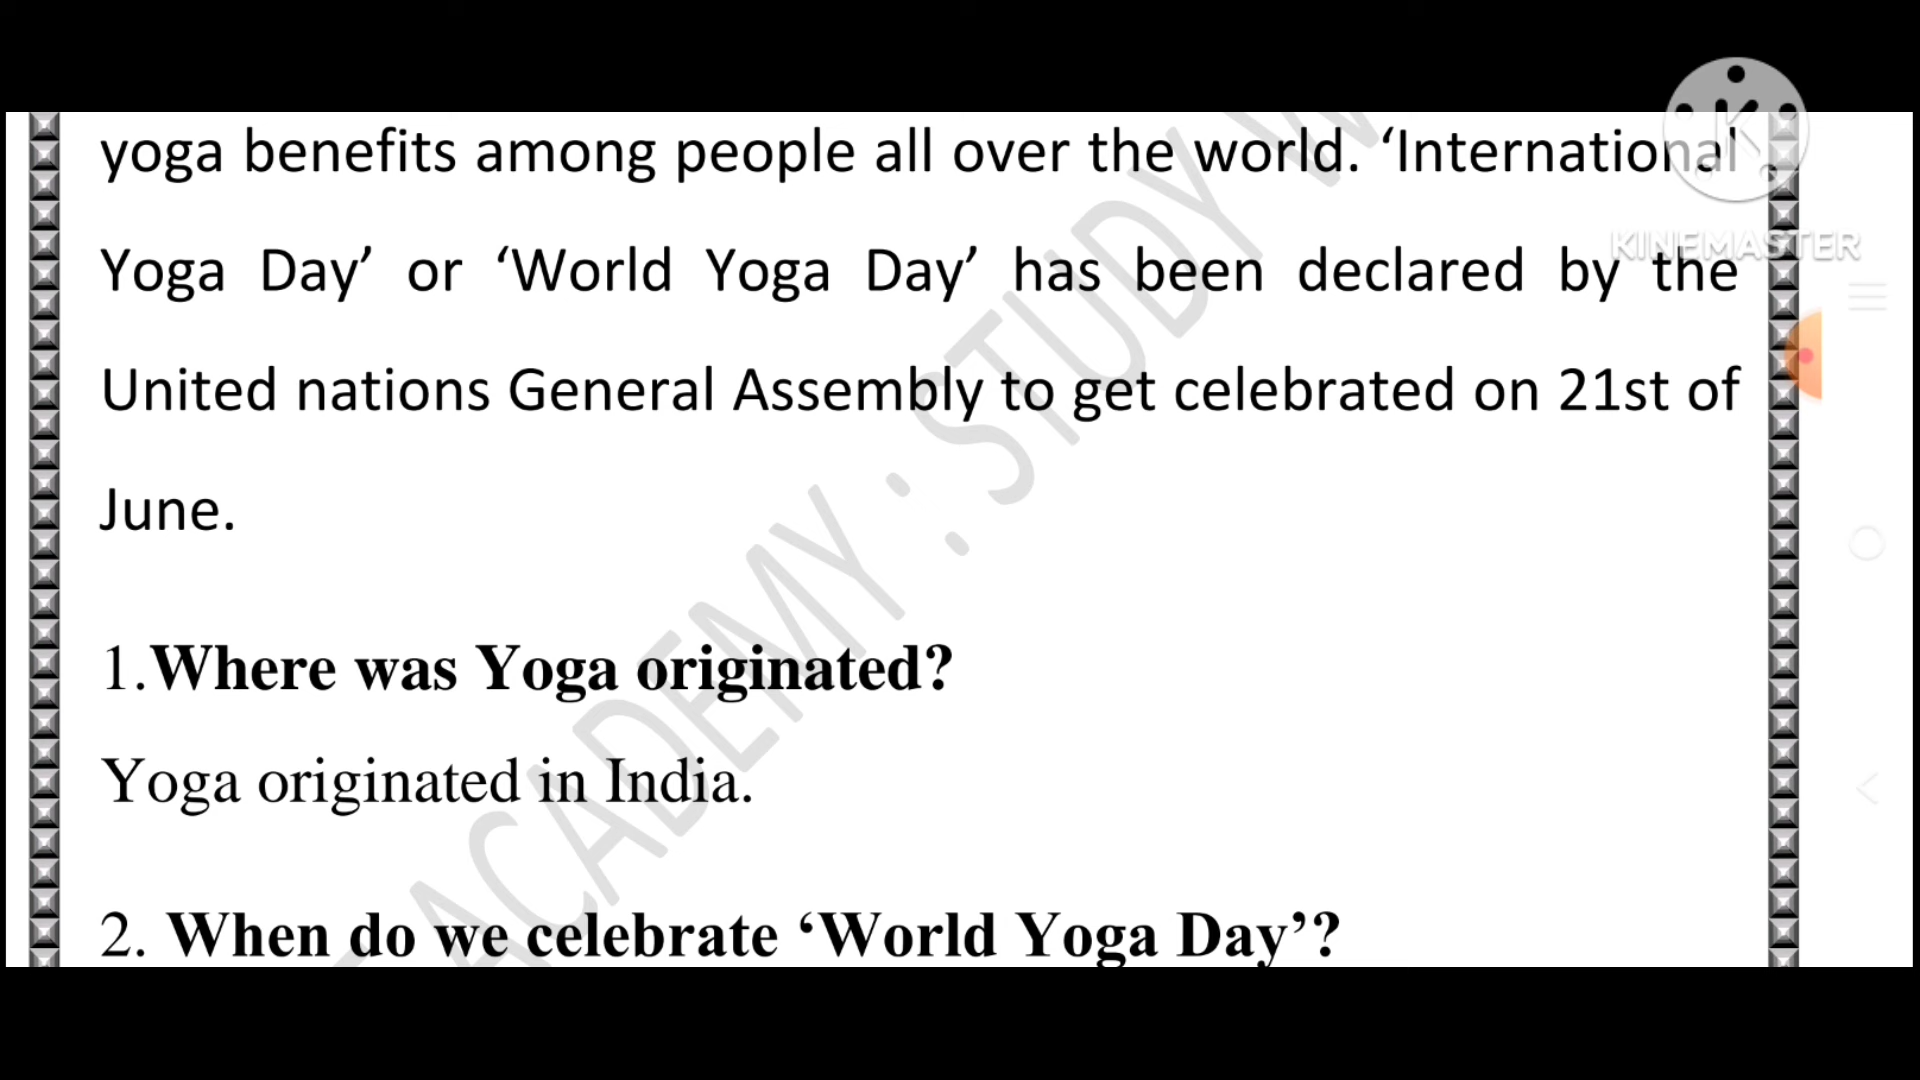 yoga benefits among people all over the world. ‘International
Yoga Day’ or ‘World Yoga Day’ has been declared by the
United nations General Assembly to get celebrated on 21st of
June.
1.Where was Yoga originated?
Yoga originated in India.
2. When do we celebrate ‘World Yoga Day’?
ACADEMY : STUDY
K
KINEMASTER